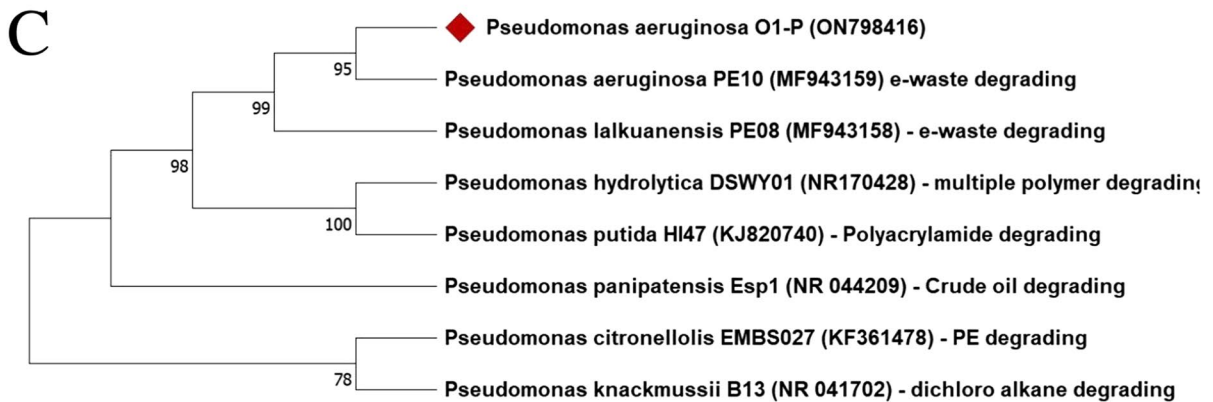 C
Pseudomonas aeruginosa O1-P (ON798416)
95
Pseudomonas aeruginosa PE10 (MF943159) e-waste degrading
99
Pseudomonas lalkuanensis PE08 (MF943158) - e-waste degrading
98
Pseudomonas hydrolytica DSWY01 (NR170428) - multiple polymer degrading
100
Pseudomonas putida HI47 (KJ820740) - Polyacrylamide degrading
Pseudomonas panipatensis Esp1 (NR 044209) - Crude oil degrading
Pseudomonas citronellolis EMBS027 (KF361478) - PE degrading
78
Pseudomonas knackmussii B13 (NR 041702) - dichloro alkane degrading